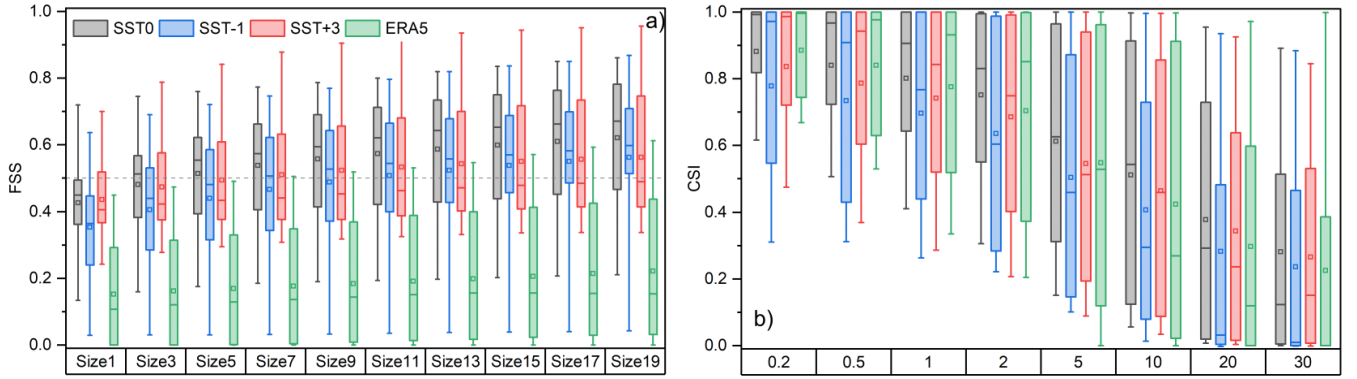 a)
SST0 SST-1 SST+3 ERA5
FSS
1.0
0.8
0.6
0.4
0.2
0.0
Size1 Size3 Size5 Size7 Size9 Size11 Size13 Size15 Size17 Size19
b)
CSI
1.0
0.8
0.6
0.4
0.2
0.0
0.2 0.5 1 2 5 10 20 30